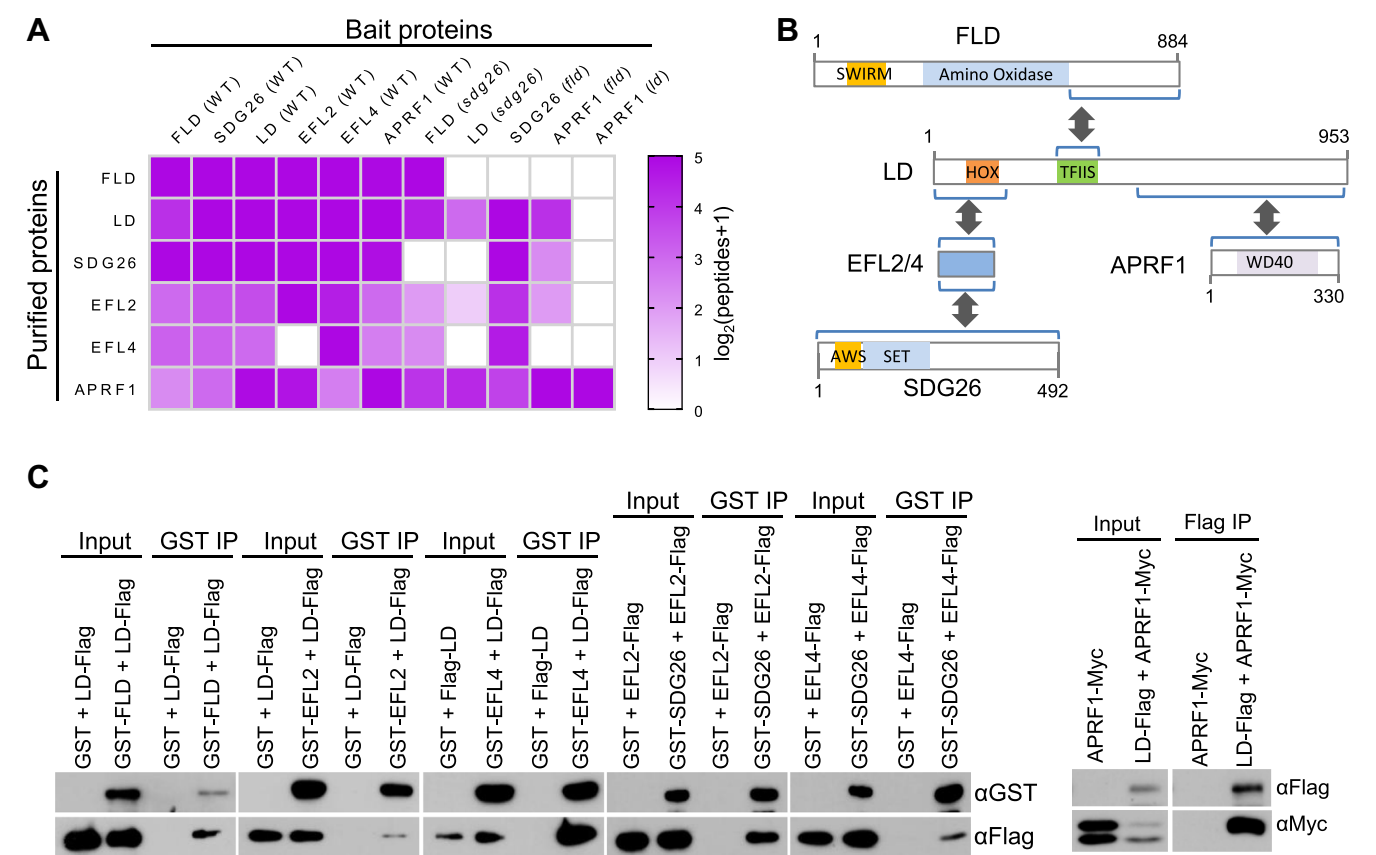 A
Bait proteins
FLD (WT)
SDG26 (WT)
LD (WT)
EFL2 (WT)
EFL4 (WT)
APRF1 (WT)
FLD (sdg26)
LD (sdg26)
SDG26 (fld)
APRF1 (fld)
APRF1 (ld)
Purified proteins
FLD
LD
SDG26
EFL2
EFL4
APRF1
5
4
3
2
1
0
log2(peptides+1)
B
1 FLD 884
SWIRM Amino Oxidase
1 953
LD HOX TFIIS
EFL2/4
APRF1 WD40
1 330
AWS SET
1 SDG26 492
C
Input GST IP Input GST IP Input GST IP Input GST IP Input GST IP
GST + LD-Flag
GST-FLD + LD-Flag
GST + LD-Flag
GST-FLD + LD-Flag
GST + LD-Flag
GST-EFL2 + LD-Flag
GST + LD-Flag
GST-EFL2 + LD-Flag
GST + Flag-LD
GST-EFL4 + LD-Flag
GST + Flag-LD
GST-EFL4 + LD-Flag
GST + EFL2-Flag
GST-SDG26 + EFL2-Flag
GST + EFL2-Flag
GST-SDG26 + EFL2-Flag
GST + EFL4-Flag
GST-SDG26 + EFL4-Flag
GST + EFL4-Flag
GST-SDG26 + EFL4-Flag
αGST
αFlag
Input Flag IP
APRF1-Myc
LD-Flag + APRF1-Myc
APRF1-Myc
LD-Flag + APRF1-Myc
αFlag
αMyc